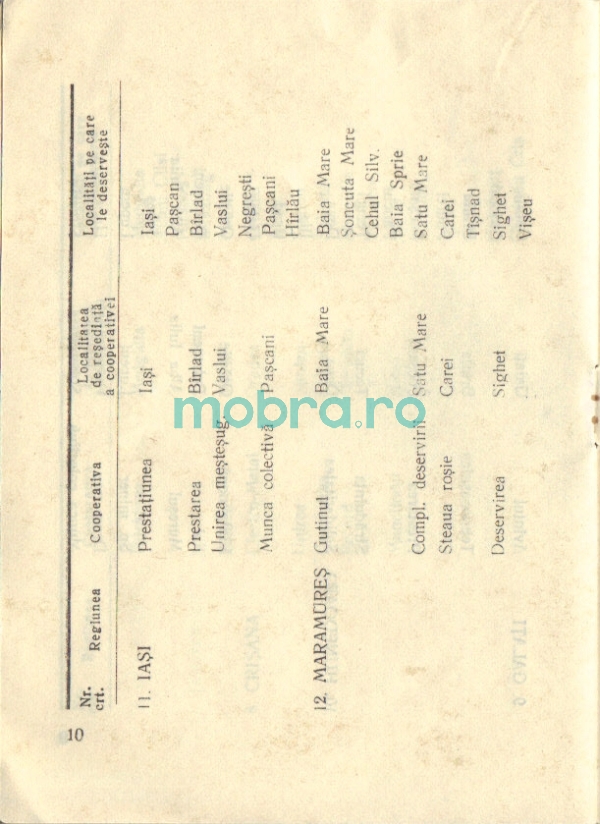 Nr. crt. Regiunea Cooperativa Localitatea de reședință a cooperativei Localități pe care le deservește
11. IAȘI Prestațiunea Iași Iași
Pașcan
Prestarea Bîrlad Bîrlad
Unirea meșteșug. Vaslui Vaslui
Negrești
Munca colectivă Pașcani Pașcani
Hîrlău
12. MARAMUREȘ Gutinul Baia Mare Baia Mare
Șoncuta Mare
Cehul Silv.
Baia Sprie
Compl. deservirii Satu Mare Satu Mare
Steaua roșie Carei Carei
Tișnad
Deservirea Sighet Sighet
Vișeu
10
mobra.ro